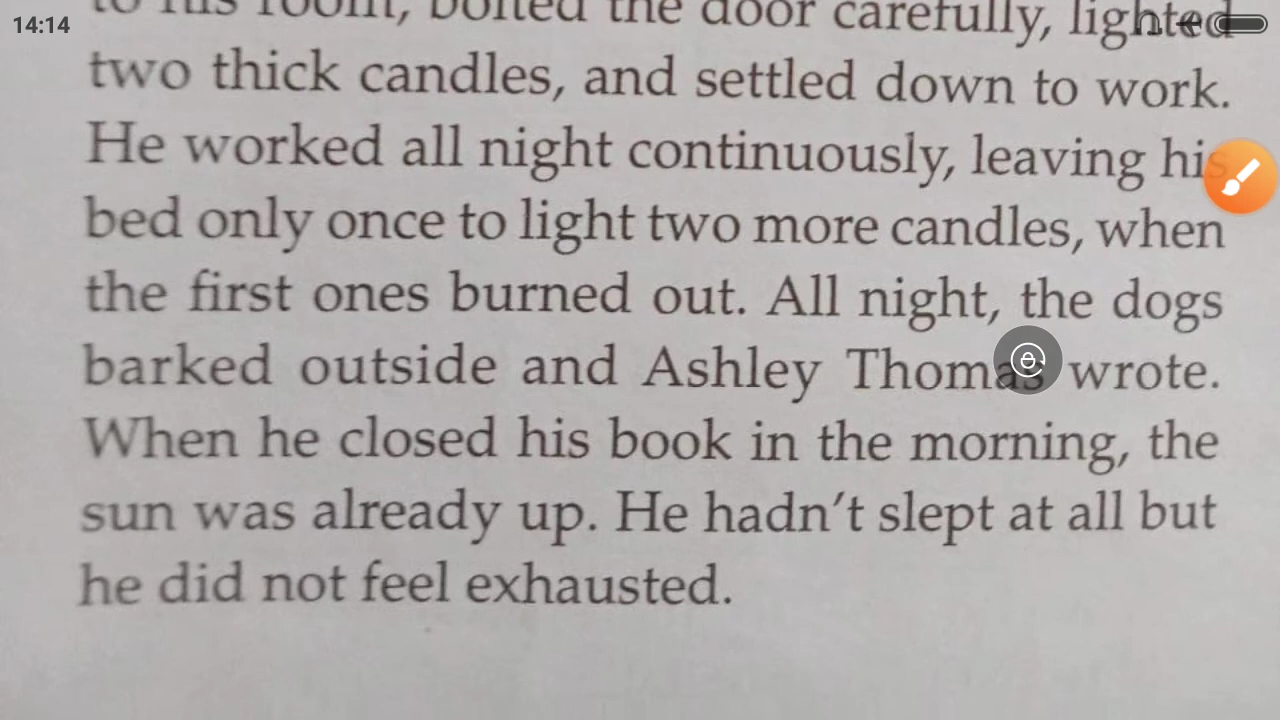 14:14
to his room, bolted the door carefully, lighted
two thick candles, and settled down to work.
He worked all night continuously, leaving his
bed only once to light two more candles, when
the first ones burned out. All night, the dogs
barked outside and Ashley Thomas wrote.
When he closed his book in the morning, the
sun was already up. He hadn't slept at all but
he did not feel exhausted.